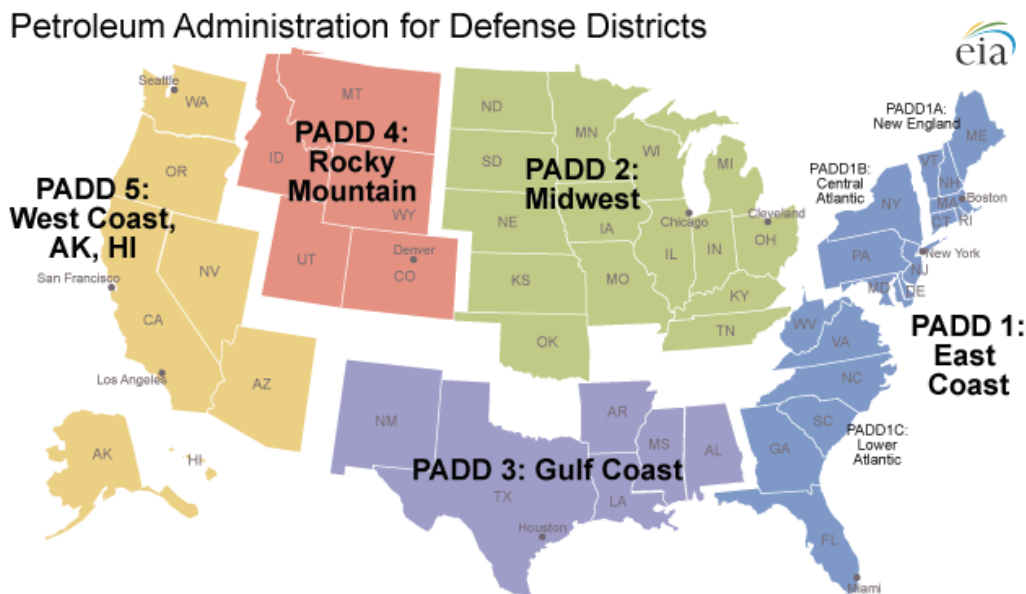 Petroleum Administration for Defense Districts
eia
Seattle
WA
OR
PADD 5:
West Coast,
AK, HI
San Francisco
NV
CA
Los Angeles
AZ
AK
HI
MT
PADD 4:
Rocky
Mountain
ID
WY
UT
Denver
CO
ND
MN
SD
WI
MI
PADD 2:
Midwest
NE
IA
Chicago
Cleveland
IL
IN
OH
KS
MO
KY
OK
TN
NM
AR
MS
AL
PADD 3: Gulf Coast
TX
LA
Houston
PADD1A:
New England
ME
VT
NH
PADD1B:
Central
Atlantic
NY
MA
Boston
CT
RI
New York
PA
NJ
MD
DE
PADD 1:
East
Coast
WV
VA
NC
SC
PADD1C:
Lower
Atlantic
GA
FL
Miami